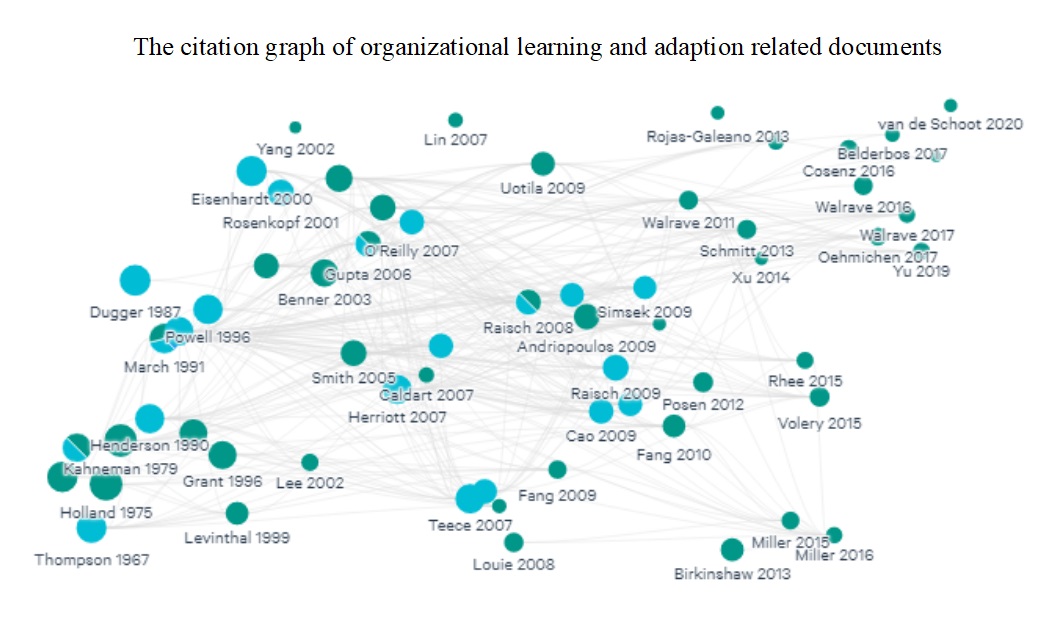 The citation graph of organizational learning and adaption related documents
van de Schoot 2020
Yang 2002
Lin 2007
Rojas-Galeano 2013
Belderbos 2017
Cosenz 2016
Eisenhardt 2000
Uotila 2009
Rosenkopf 2001
Walrave 2011
Walrave 2016
O'Reilly 2007
Schmitt 2013
Walrave 2017
Oehmichen 2017
Gupta 2006
Xu 2014
Yu 2019
Benner 2003
Dugger 1987
Simsek 2009
Powell 1996
Raisch 2008
Andriopoulos 2009
March 1991
Smith 2005
Rhee 2015
Caldart 2007
Raisch 2009
Posen 2012
Herriott 2007
Volery 2015
Cao 2009
Henderson 1990
Fang 2010
Kahneman 1979
Grant 1996
Lee 2002
Fang 2009
Holland 1975
Teece 2007
Levinthal 1999
Miller 2015
Miller 2016
Thompson 1967
Louie 2008
Birkinshaw 2013